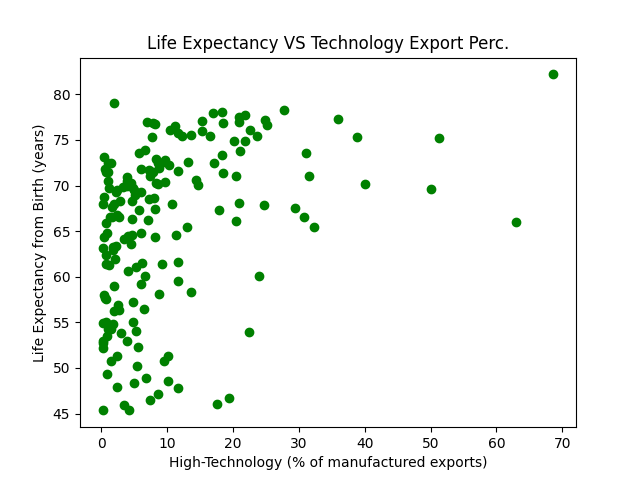 Life Expectancy VS Technology Export Perc.
80
75
70
65
60
55
50
45
Life Expectancy from Birth (years)
0 10 20 30 40 50 60 70
High-Technology (% of manufactured exports)